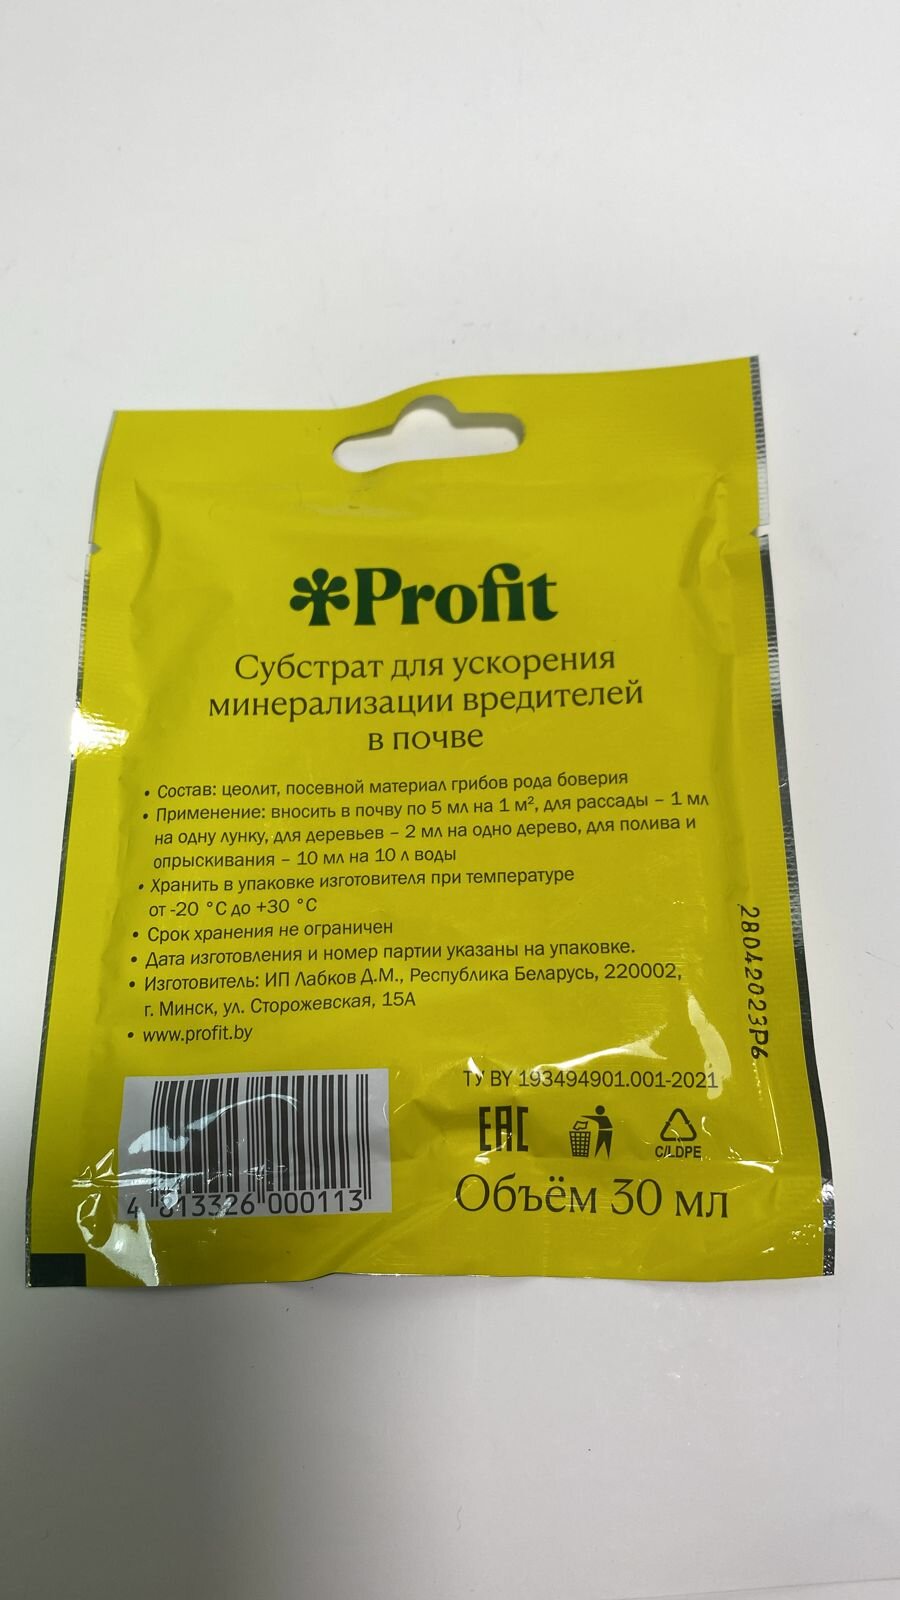 Profit
Субстрат для ускорения
минерализации вредителей
в почве
• Состав: цеолит, посевной материал грибов рода боверия
• Применение: вносить в почву по 5 мл на 1 м², для рассады – 1 мл
на одну лунку, для деревьев – 2 мл на одно дерево, для полива и
опрыскивания – 10 мл на 10 л воды
• Хранить в упаковке изготовителя при температуре
от -20 °С до +30 °С
• Срок хранения не ограничен
• Дата изготовления и номер партии указаны на упаковке.
• Изготовитель: ИП Лабков Д.М., Республика Беларусь, 220002,
г. Минск, ул. Сторожевская, 15А
• www.profit.by
28042023P6
ТУ BY 193494901.001-2021
EAC
C/LDPE
4 813326 000113
Объём 30 мл